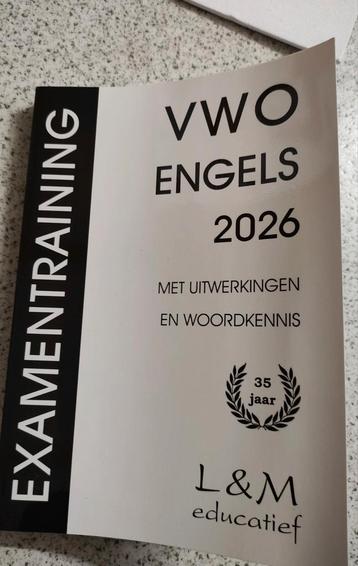 EXAMENTRAINING
VWO
ENGELS
2026
MET UITWERKINGEN
EN WOORDKENNIS
35
jaar
L&M
educatief